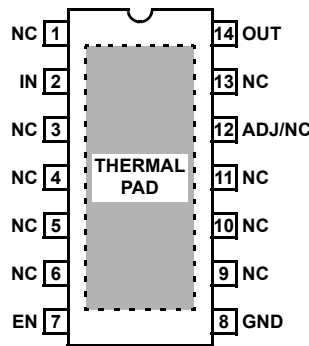 NC 1 14 OUT
IN 2 13 NC
NC 3 12 ADJ/NC
NC 4 11 NC
THERMAL
PAD
NC 5 10 NC
NC 6 9 NC
EN 7 8 GND